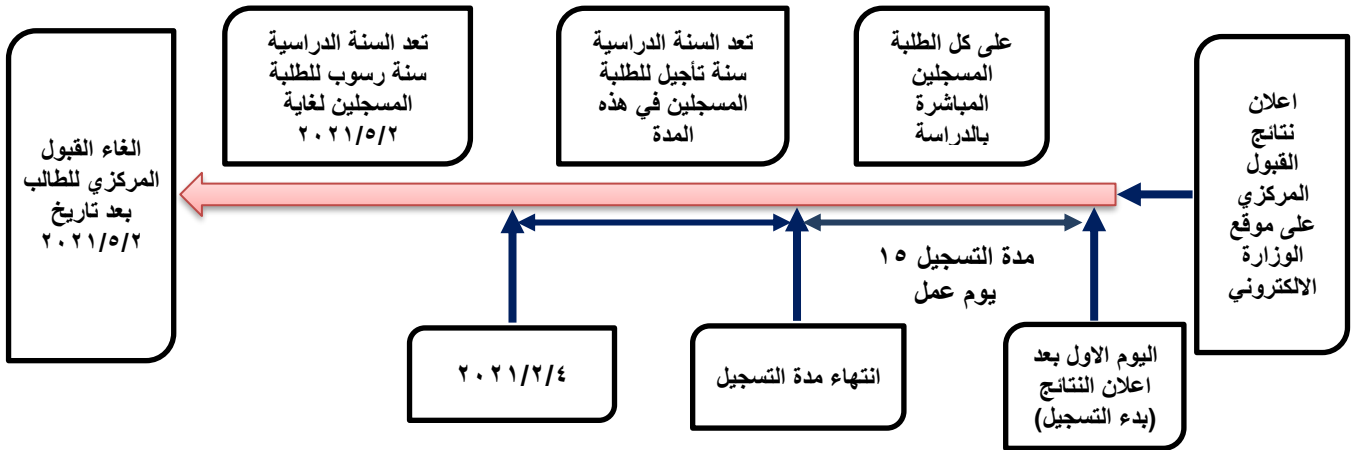 اعلان
نتائج
القبول
المركزي
على موقع
الوزارة
الالكتروني
على كل الطلبة
المسجلين
المباشرة
بالدراسة
تعد السنة الدراسية
سنة تأجيل للطلبة
المسجلين في هذه
المدة
تعد السنة الدراسية
سنة رسوب للطلبة
المسجلين لغاية
٢٠٢١/٥/٢
الغاء القبول
المركزي للطالب
بعد تاريخ
٢٠٢١/٥/٢
مدة التسجيل ١٥
يوم عمل
اليوم الاول بعد
اعلان النتائج
(بدء التسجيل)
انتهاء مدة التسجيل
٢٠٢١/٢/٤